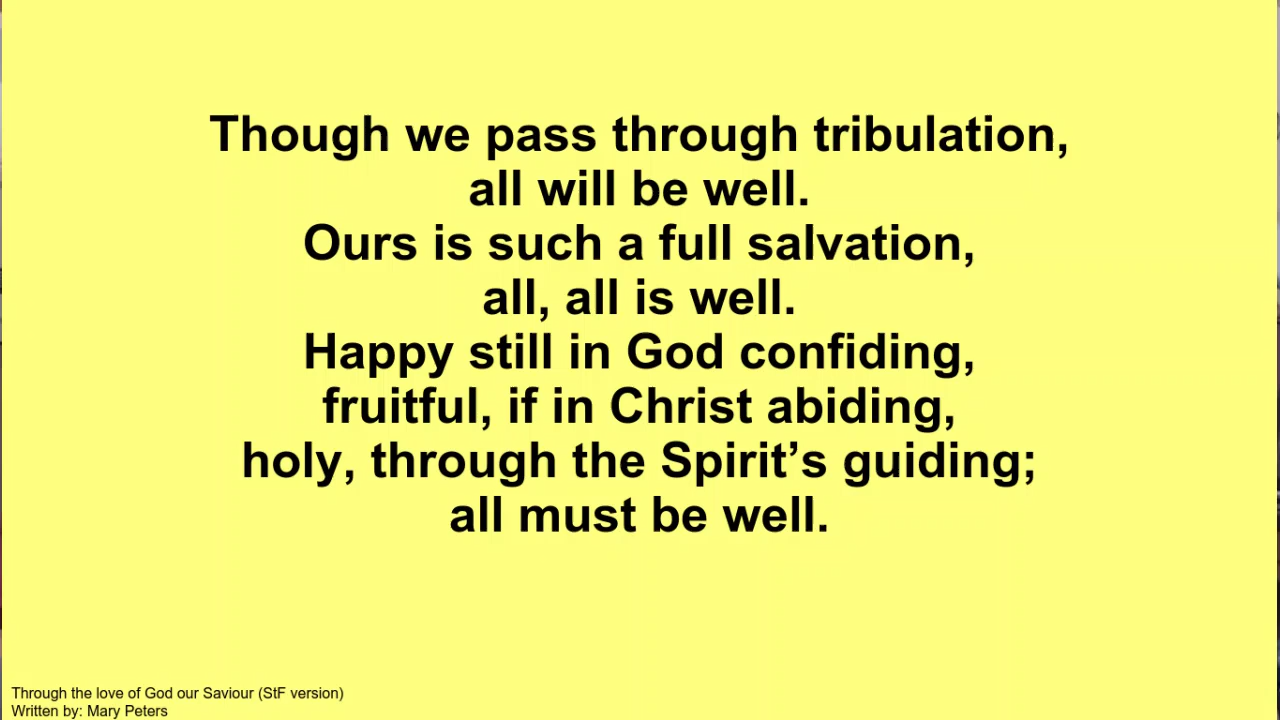 Though we pass through tribulation,
all will be well.
Ours is such a full salvation,
all, all is well.
Happy still in God confiding,
fruitful, if in Christ abiding,
holy, through the Spirit’s guiding;
all must be well.
Through the love of God our Saviour (StF version)
Written by: Mary Peters